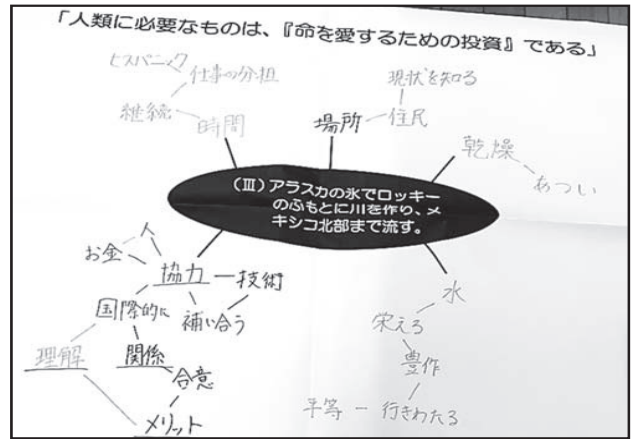 「人類に必要なものは、『命を愛するための投資』である」
ヒスパニック
仕事の分担
継続
時間
現状を知る
場所
住民
乾燥
あつい
(Ⅲ)アラスカの氷でロッキー
のふもとに川を作り、メ
キシコ北部まで流す。
人
お金
協力
技術
国際的に
補い合う
理解
関係
合意
メリット
水
栄える
豊作
平等
行きわたる